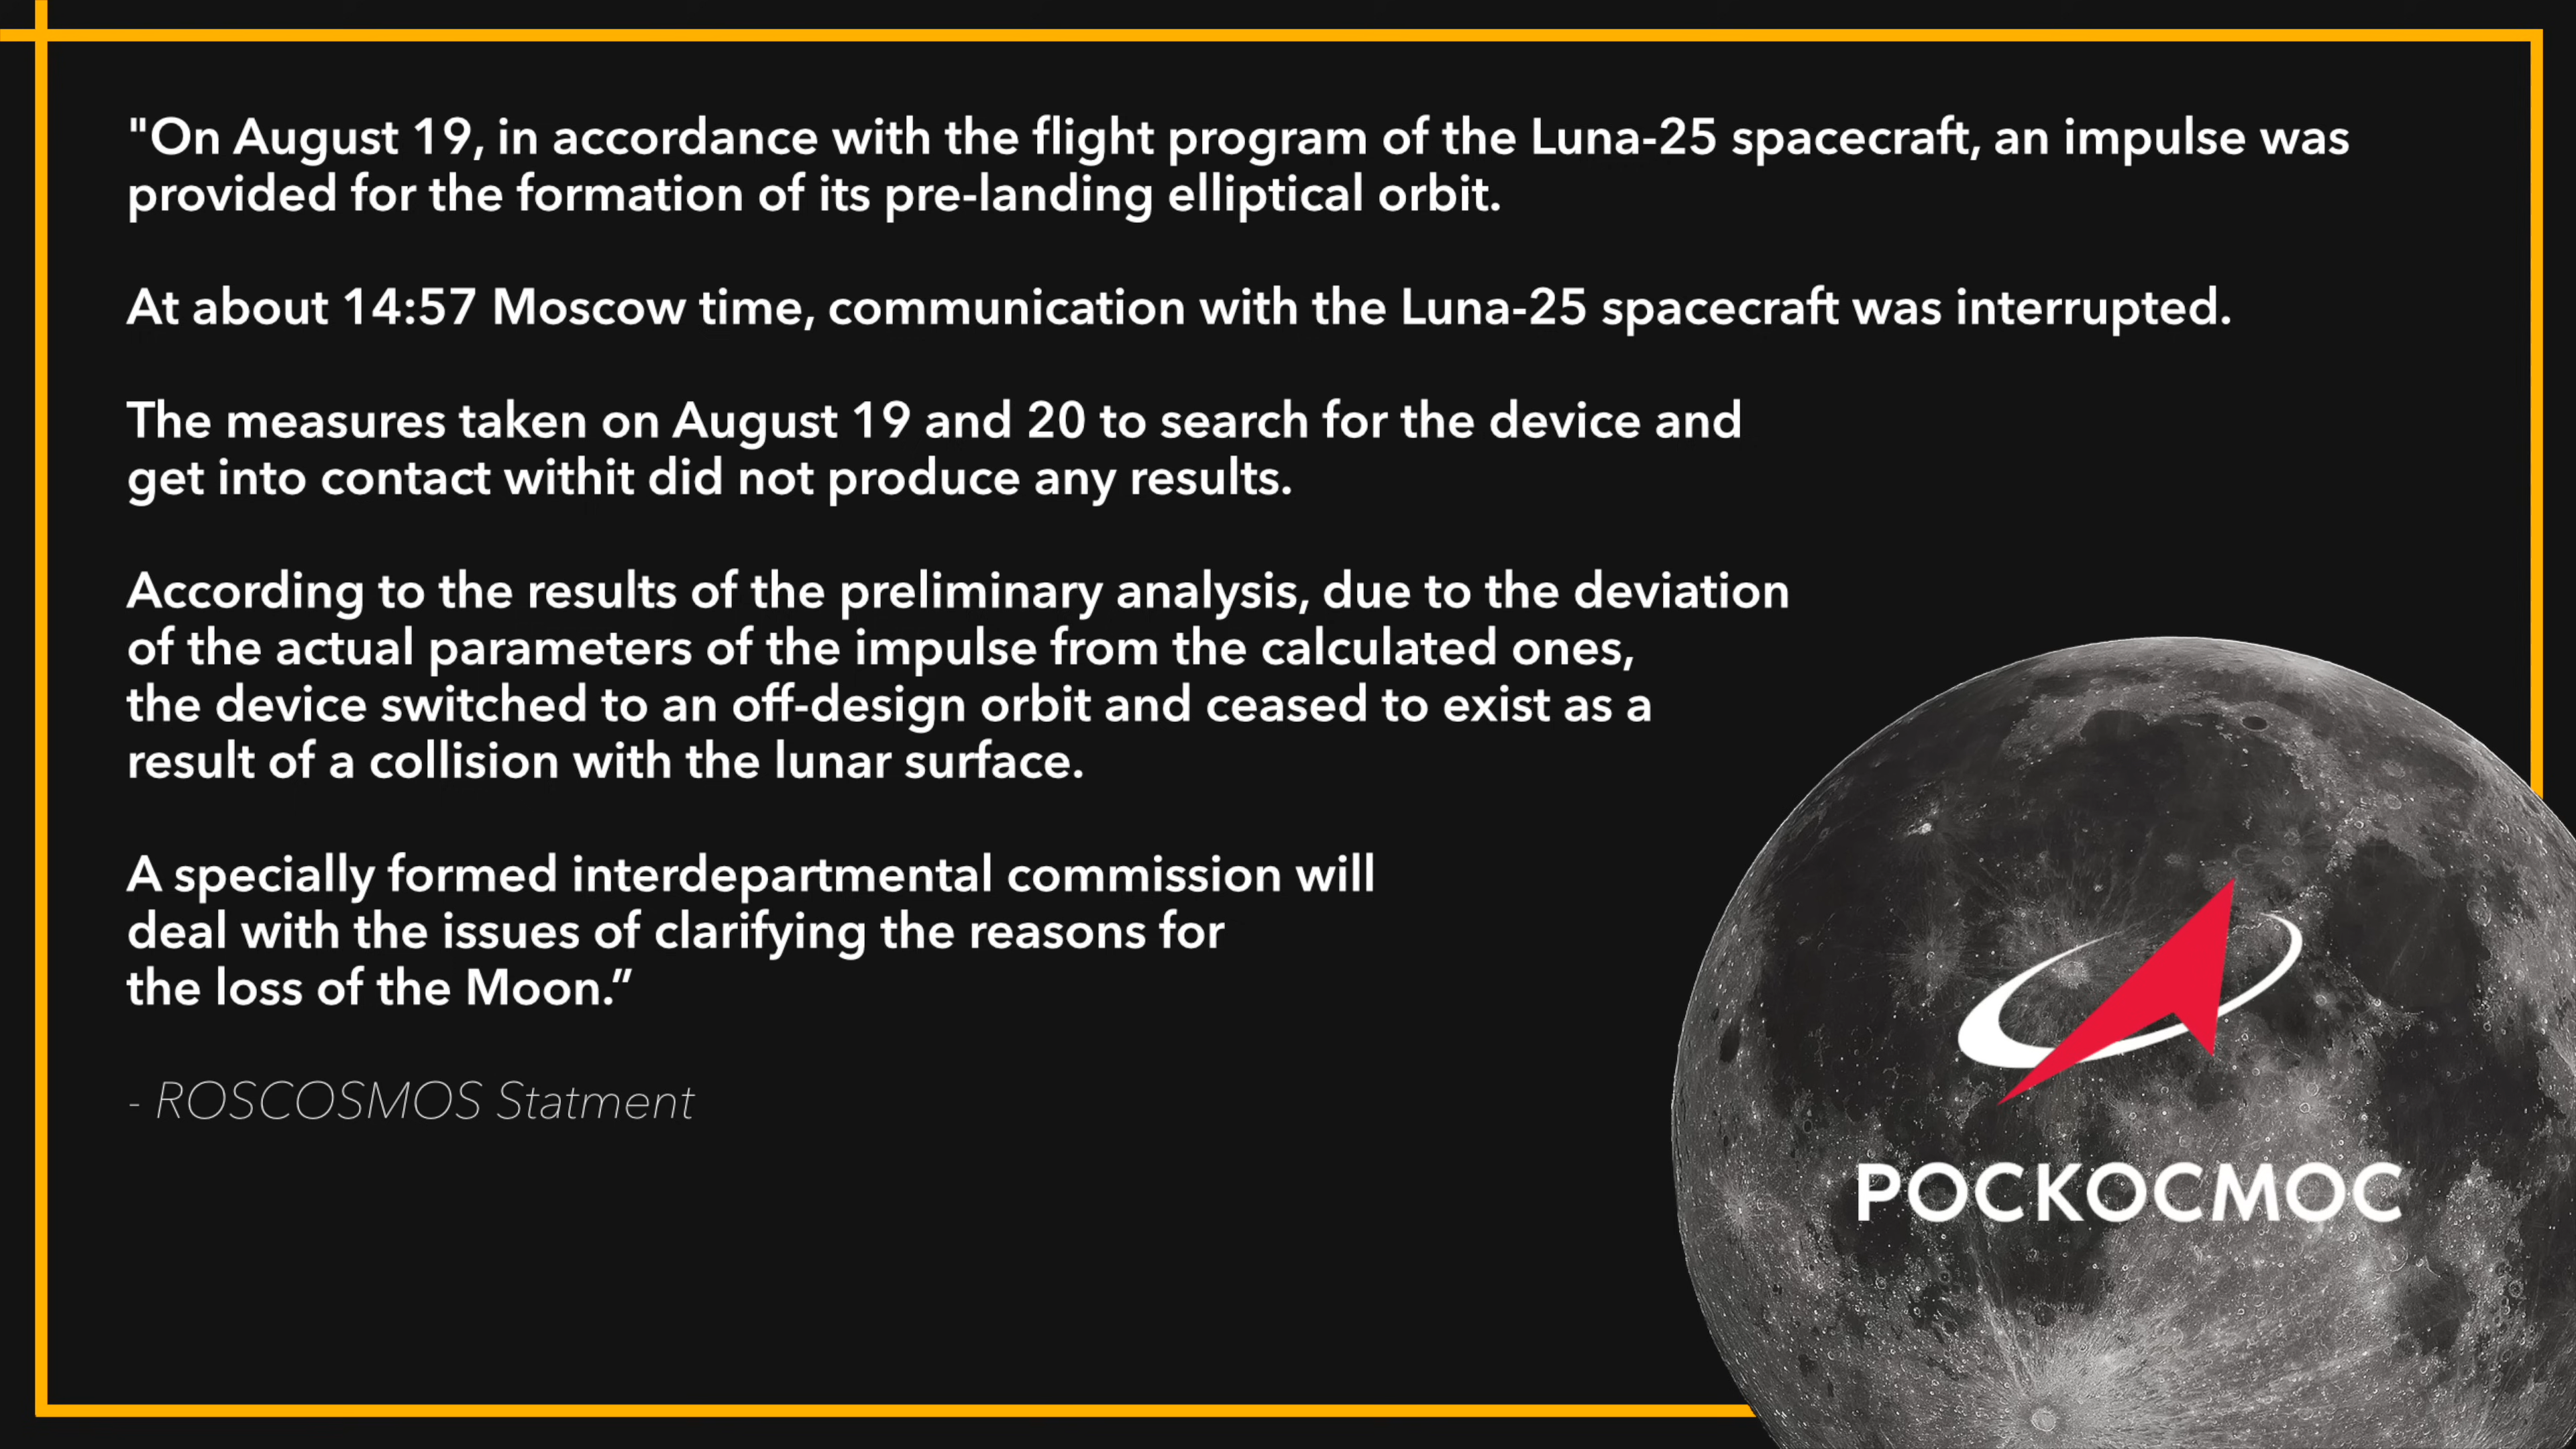 "On August 19, in accordance with the flight program of the Luna-25 spacecraft, an impulse was
provided for the formation of its pre-landing elliptical orbit.
At about 14:57 Moscow time, communication with the Luna-25 spacecraft was interrupted.
The measures taken on August 19 and 20 to search for the device and
get into contact withit did not produce any results.
According to the results of the preliminary analysis, due to the deviation
of the actual parameters of the impulse from the calculated ones,
the device switched to an off-design orbit and ceased to exist as a
result of a collision with the lunar surface.
A specially formed interdepartmental commission will
deal with the issues of clarifying the reasons for
the loss of the Moon.”
- ROSCOSMOS Statment
РОСКОСМОС